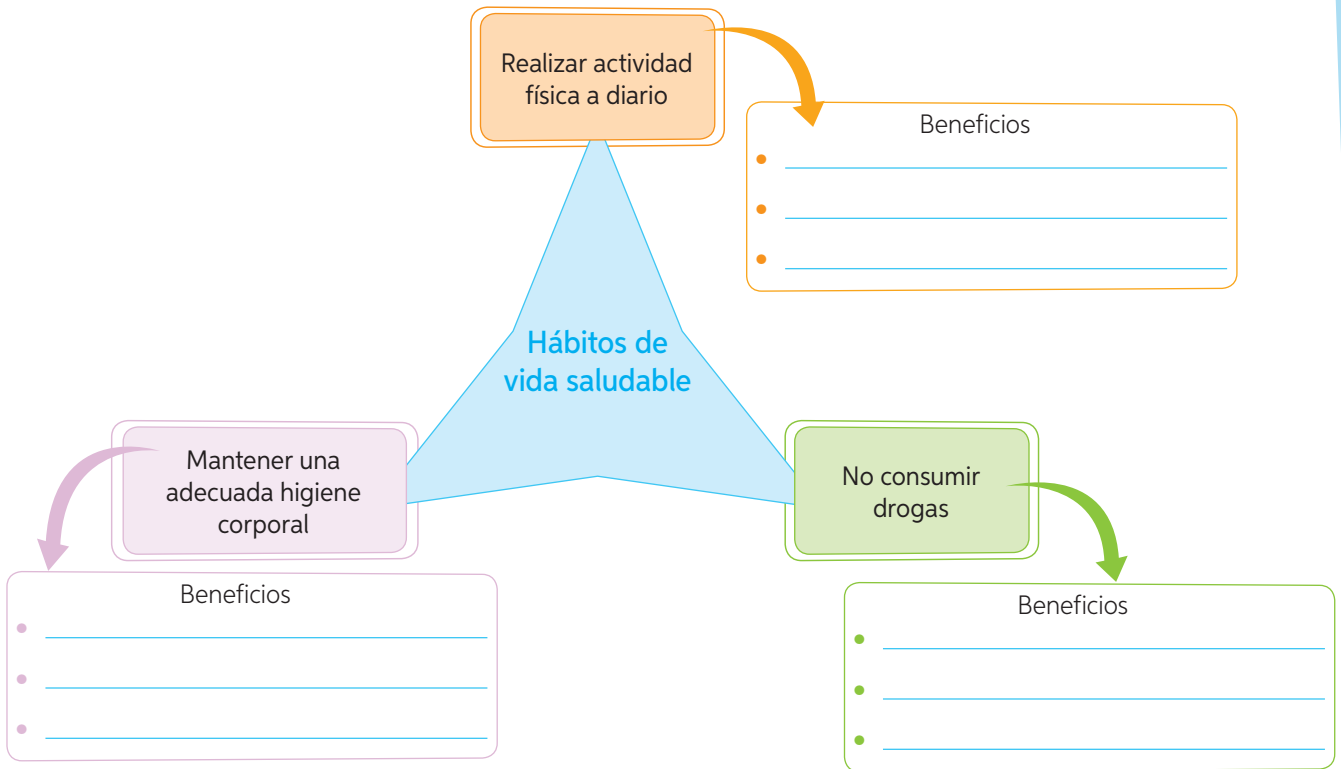 Realizar actividad
física a diario
Beneficios
Hábitos de
vida saludable
Mantener una
adecuada higiene
corporal
No consumir
drogas
Beneficios
Beneficios